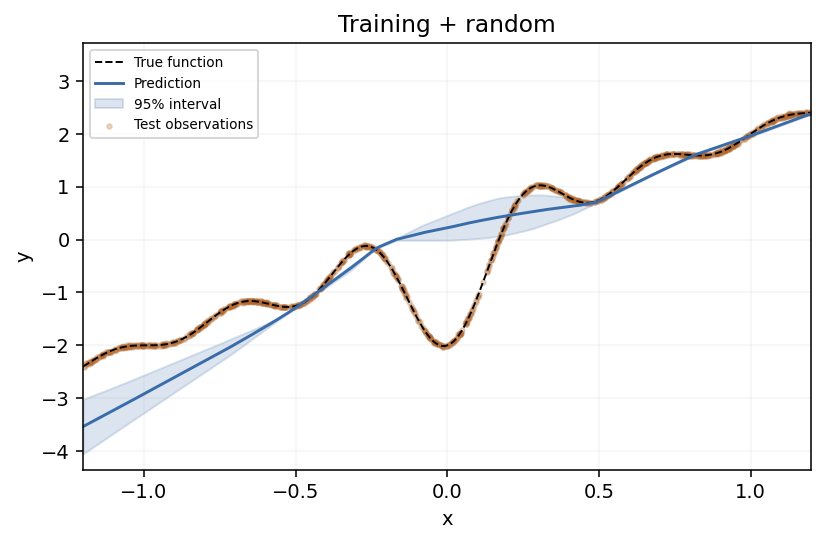 Training + random
True function
Prediction
95% interval
Test observations
3
2
1
0
−1
−2
−3
−4
y
−1.0
−0.5
0.0
0.5
1.0
x